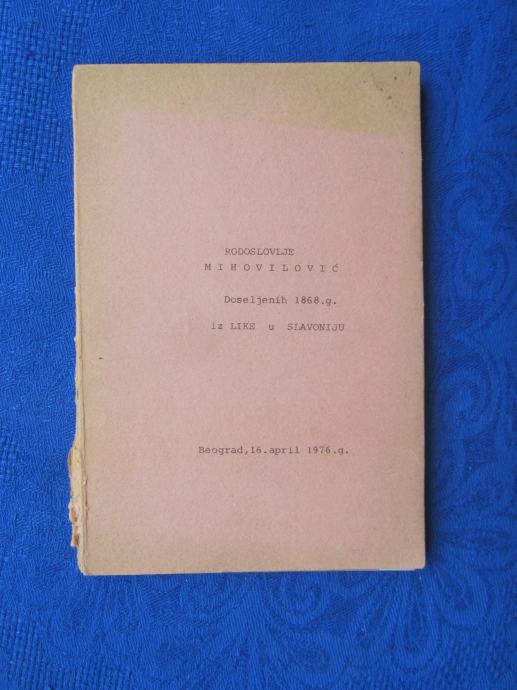 RODOSLOVLJE
M I H O V I L O V I Ć
Doseljenih 1868.g.
iz LIKE u SLAVONIJU
Beograd,16.april 1976.g.